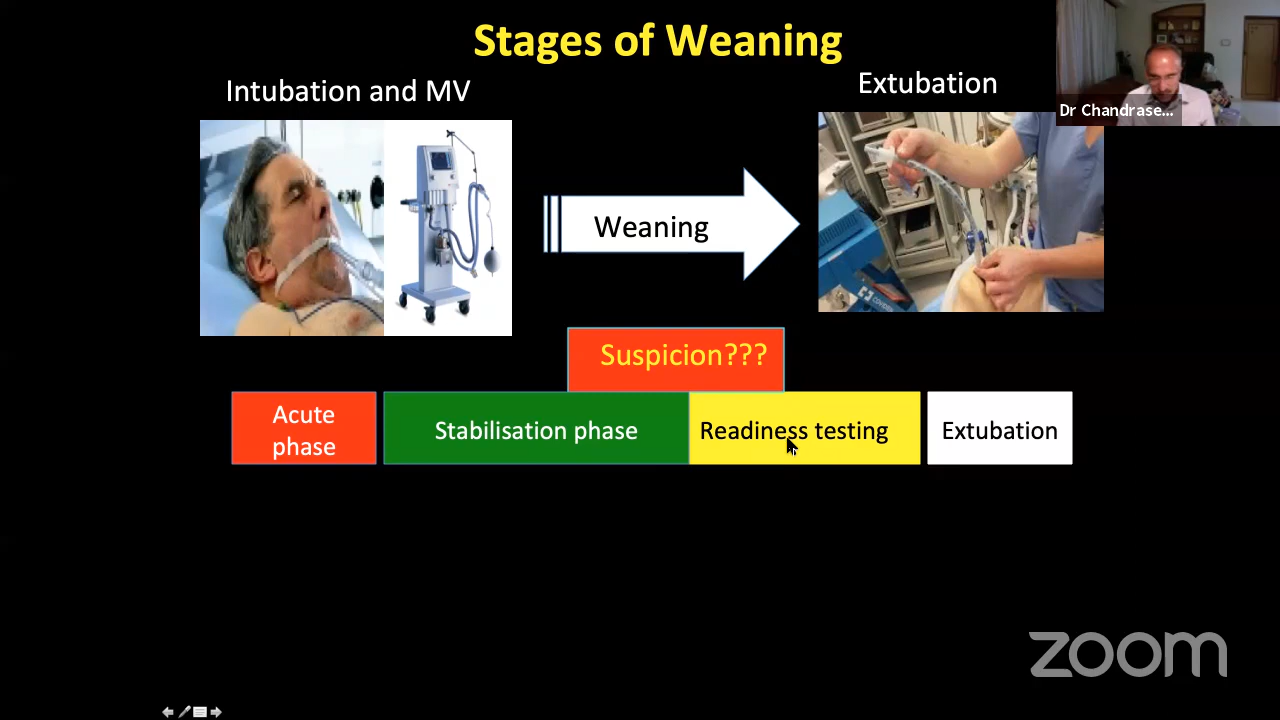 Stages of Weaning
Intubation and MV
Extubation
Dr Chandrase...
Weaning
Suspicion???
Acute
phase
Stabilisation phase
Readiness testing
Extubation
zoom